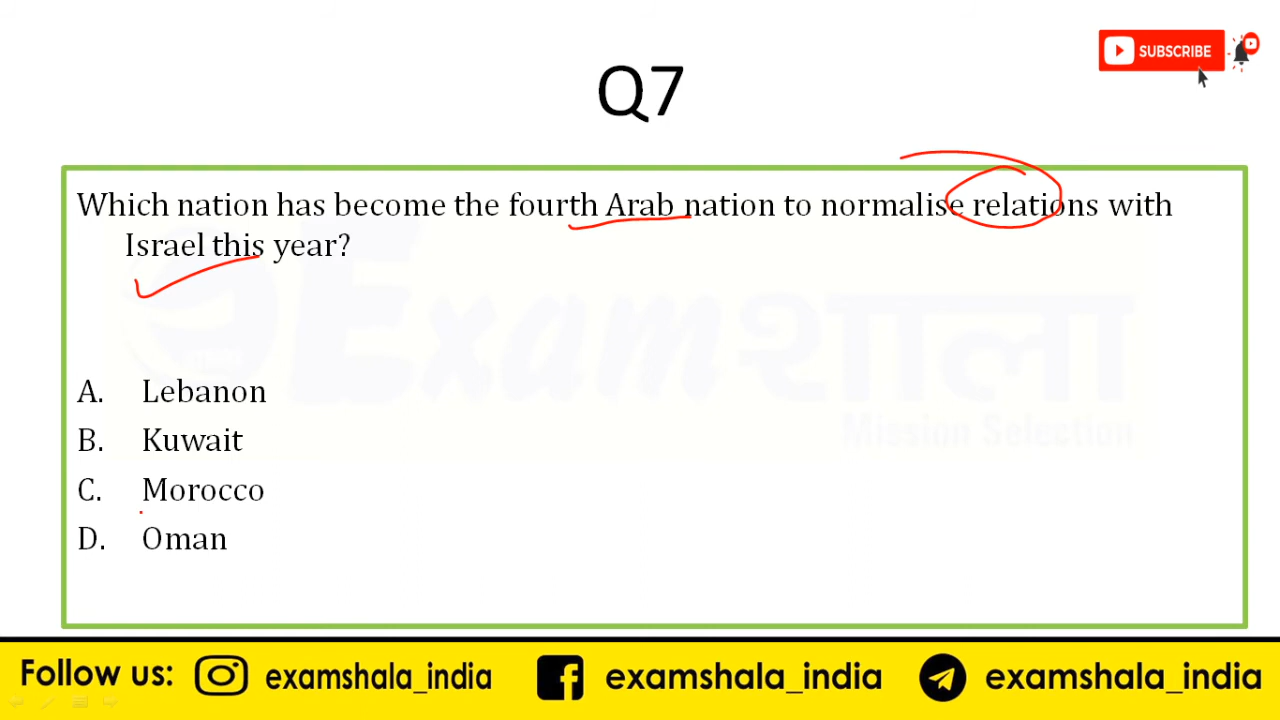 SUBSCRIBE
Q7
Which nation has become the fourth Arab nation to normalise relations with
Israel this year?
Examशाला
Mission Selection
A. Lebanon
B. Kuwait
C. Morocco
D. Oman
Follow us: examshala_india examshala_india examshala_india